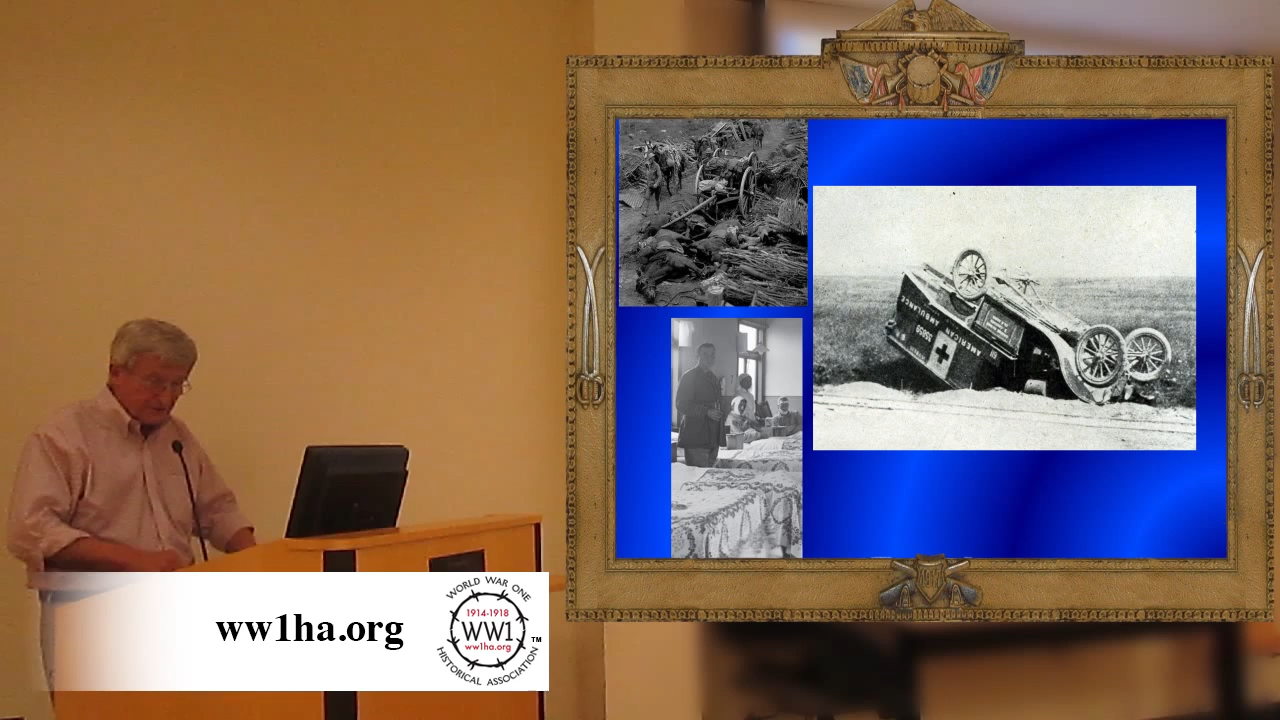 AMERICAN AMBULANCE
ww1ha.org
WORLD WAR ONE
1914-1918
WW1
ww1ha.org
HISTORICAL ASSOCIATION
TM